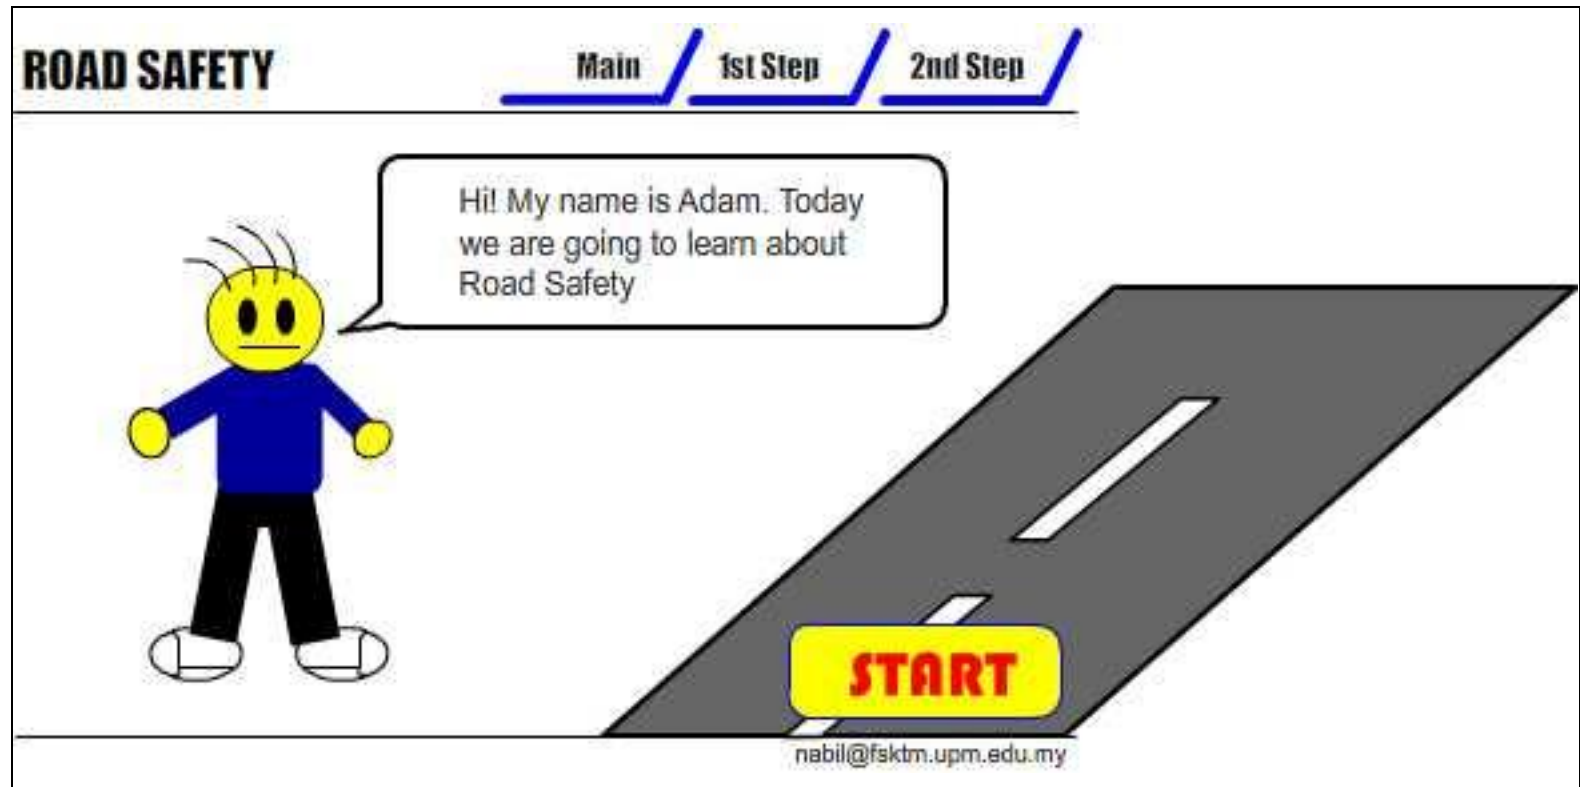 ROAD SAFETY
Main 1st Step 2nd Step
Hi! My name is Adam. Today
we are going to learn about
Road Safety
START
nabil@fsktm.upm.edu.my